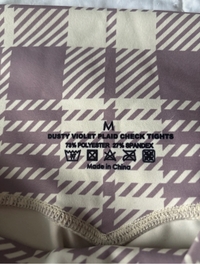 M
DUSTY VIOLET PLAID CHECK TIGHTS
73% POLYESTER, 27% SPANDEX
Made in China